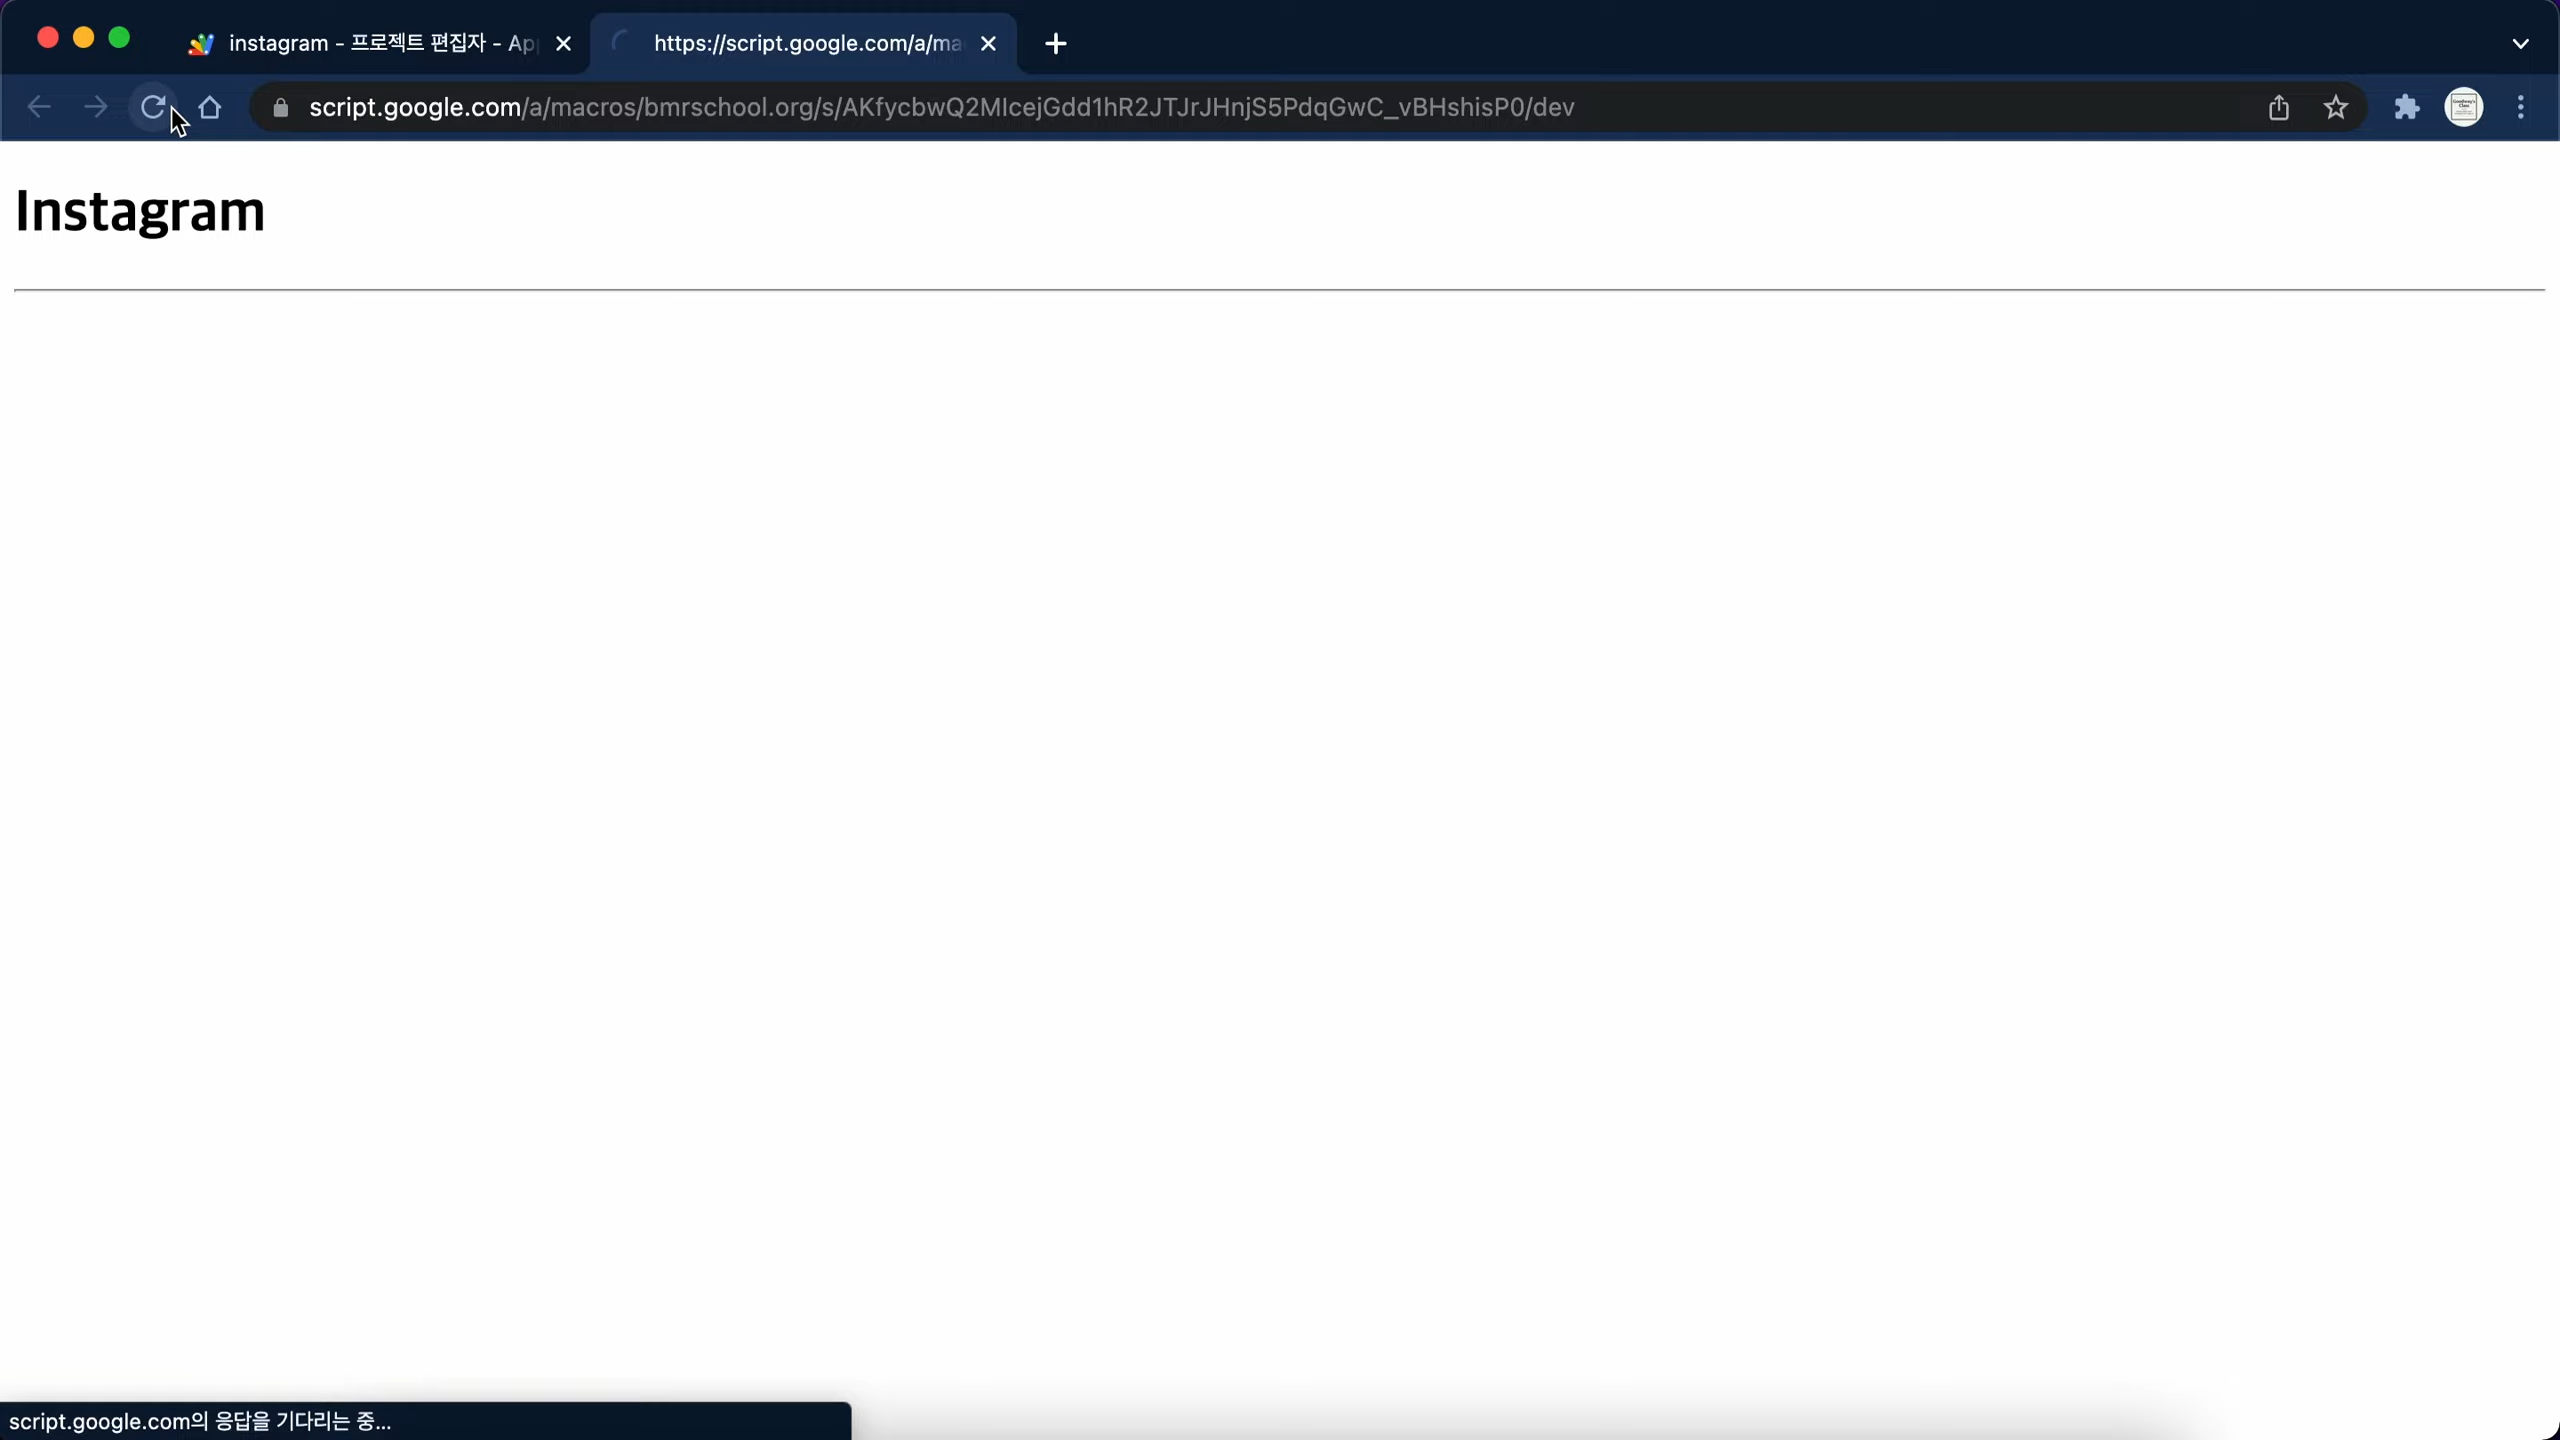 instagram - 프로젝트 편집자 - Ap
https://script.google.com/a/ma
script.google.com/a/macros/bmrschool.org/s/AKfycbwQ2MIcejGdd1hR2JTJrJHnjS5PdqGwC_vBHshisP0/dev
Instagram
script.google.com의 응답을 기다리는 중...